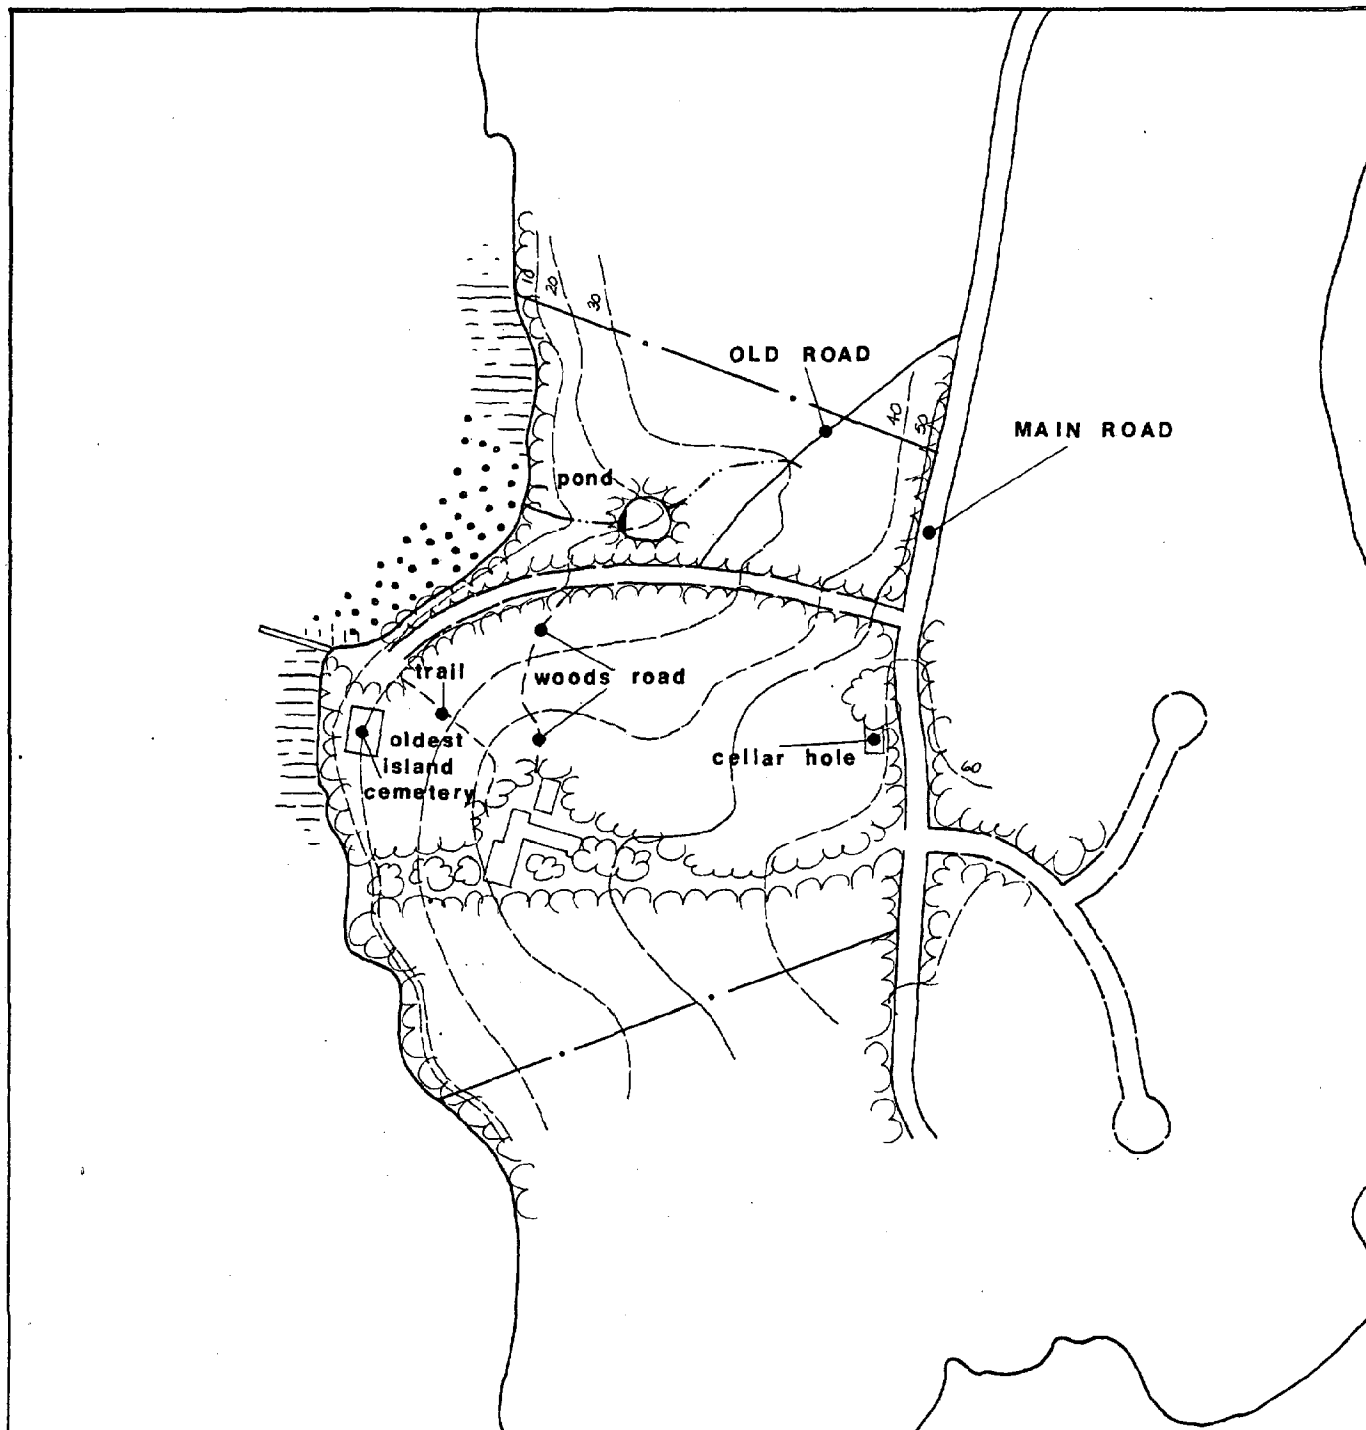 10
20
30
OLD ROAD
40
50
MAIN ROAD
pond
trail
woods road
oldest
island
cemetery
cellar hole
60